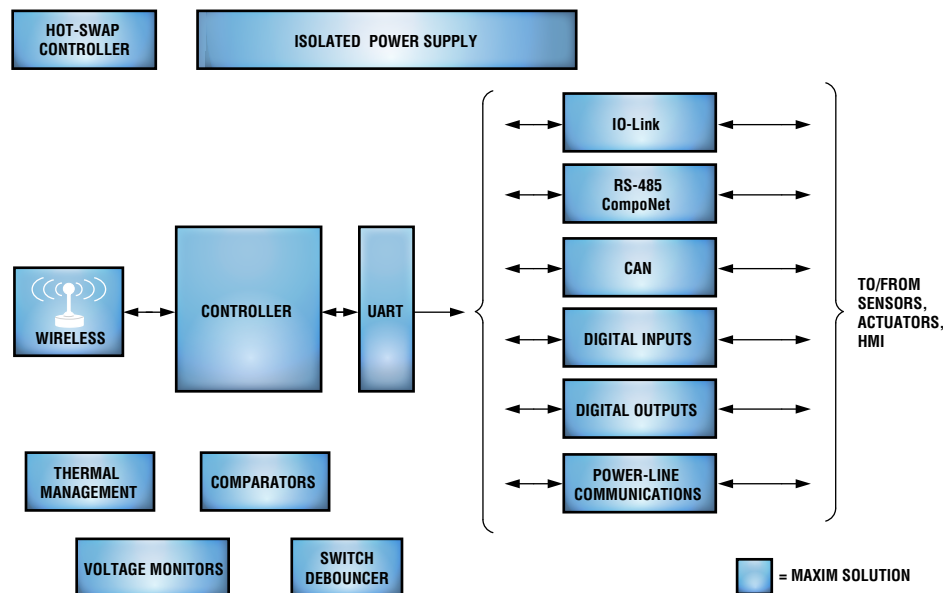 HOT-SWAP
CONTROLLER
ISOLATED POWER SUPPLY
IO-Link
RS-485
CompoNet
CAN
DIGITAL INPUTS
DIGITAL OUTPUTS
POWER-LINE
COMMUNICATIONS
WIRELESS
CONTROLLER
UART
TO/FROM
SENSORS,
ACTUATORS,
HMI
THERMAL
MANAGEMENT
COMPARATORS
VOLTAGE MONITORS
SWITCH
DEBOUNCER
= MAXIM SOLUTION